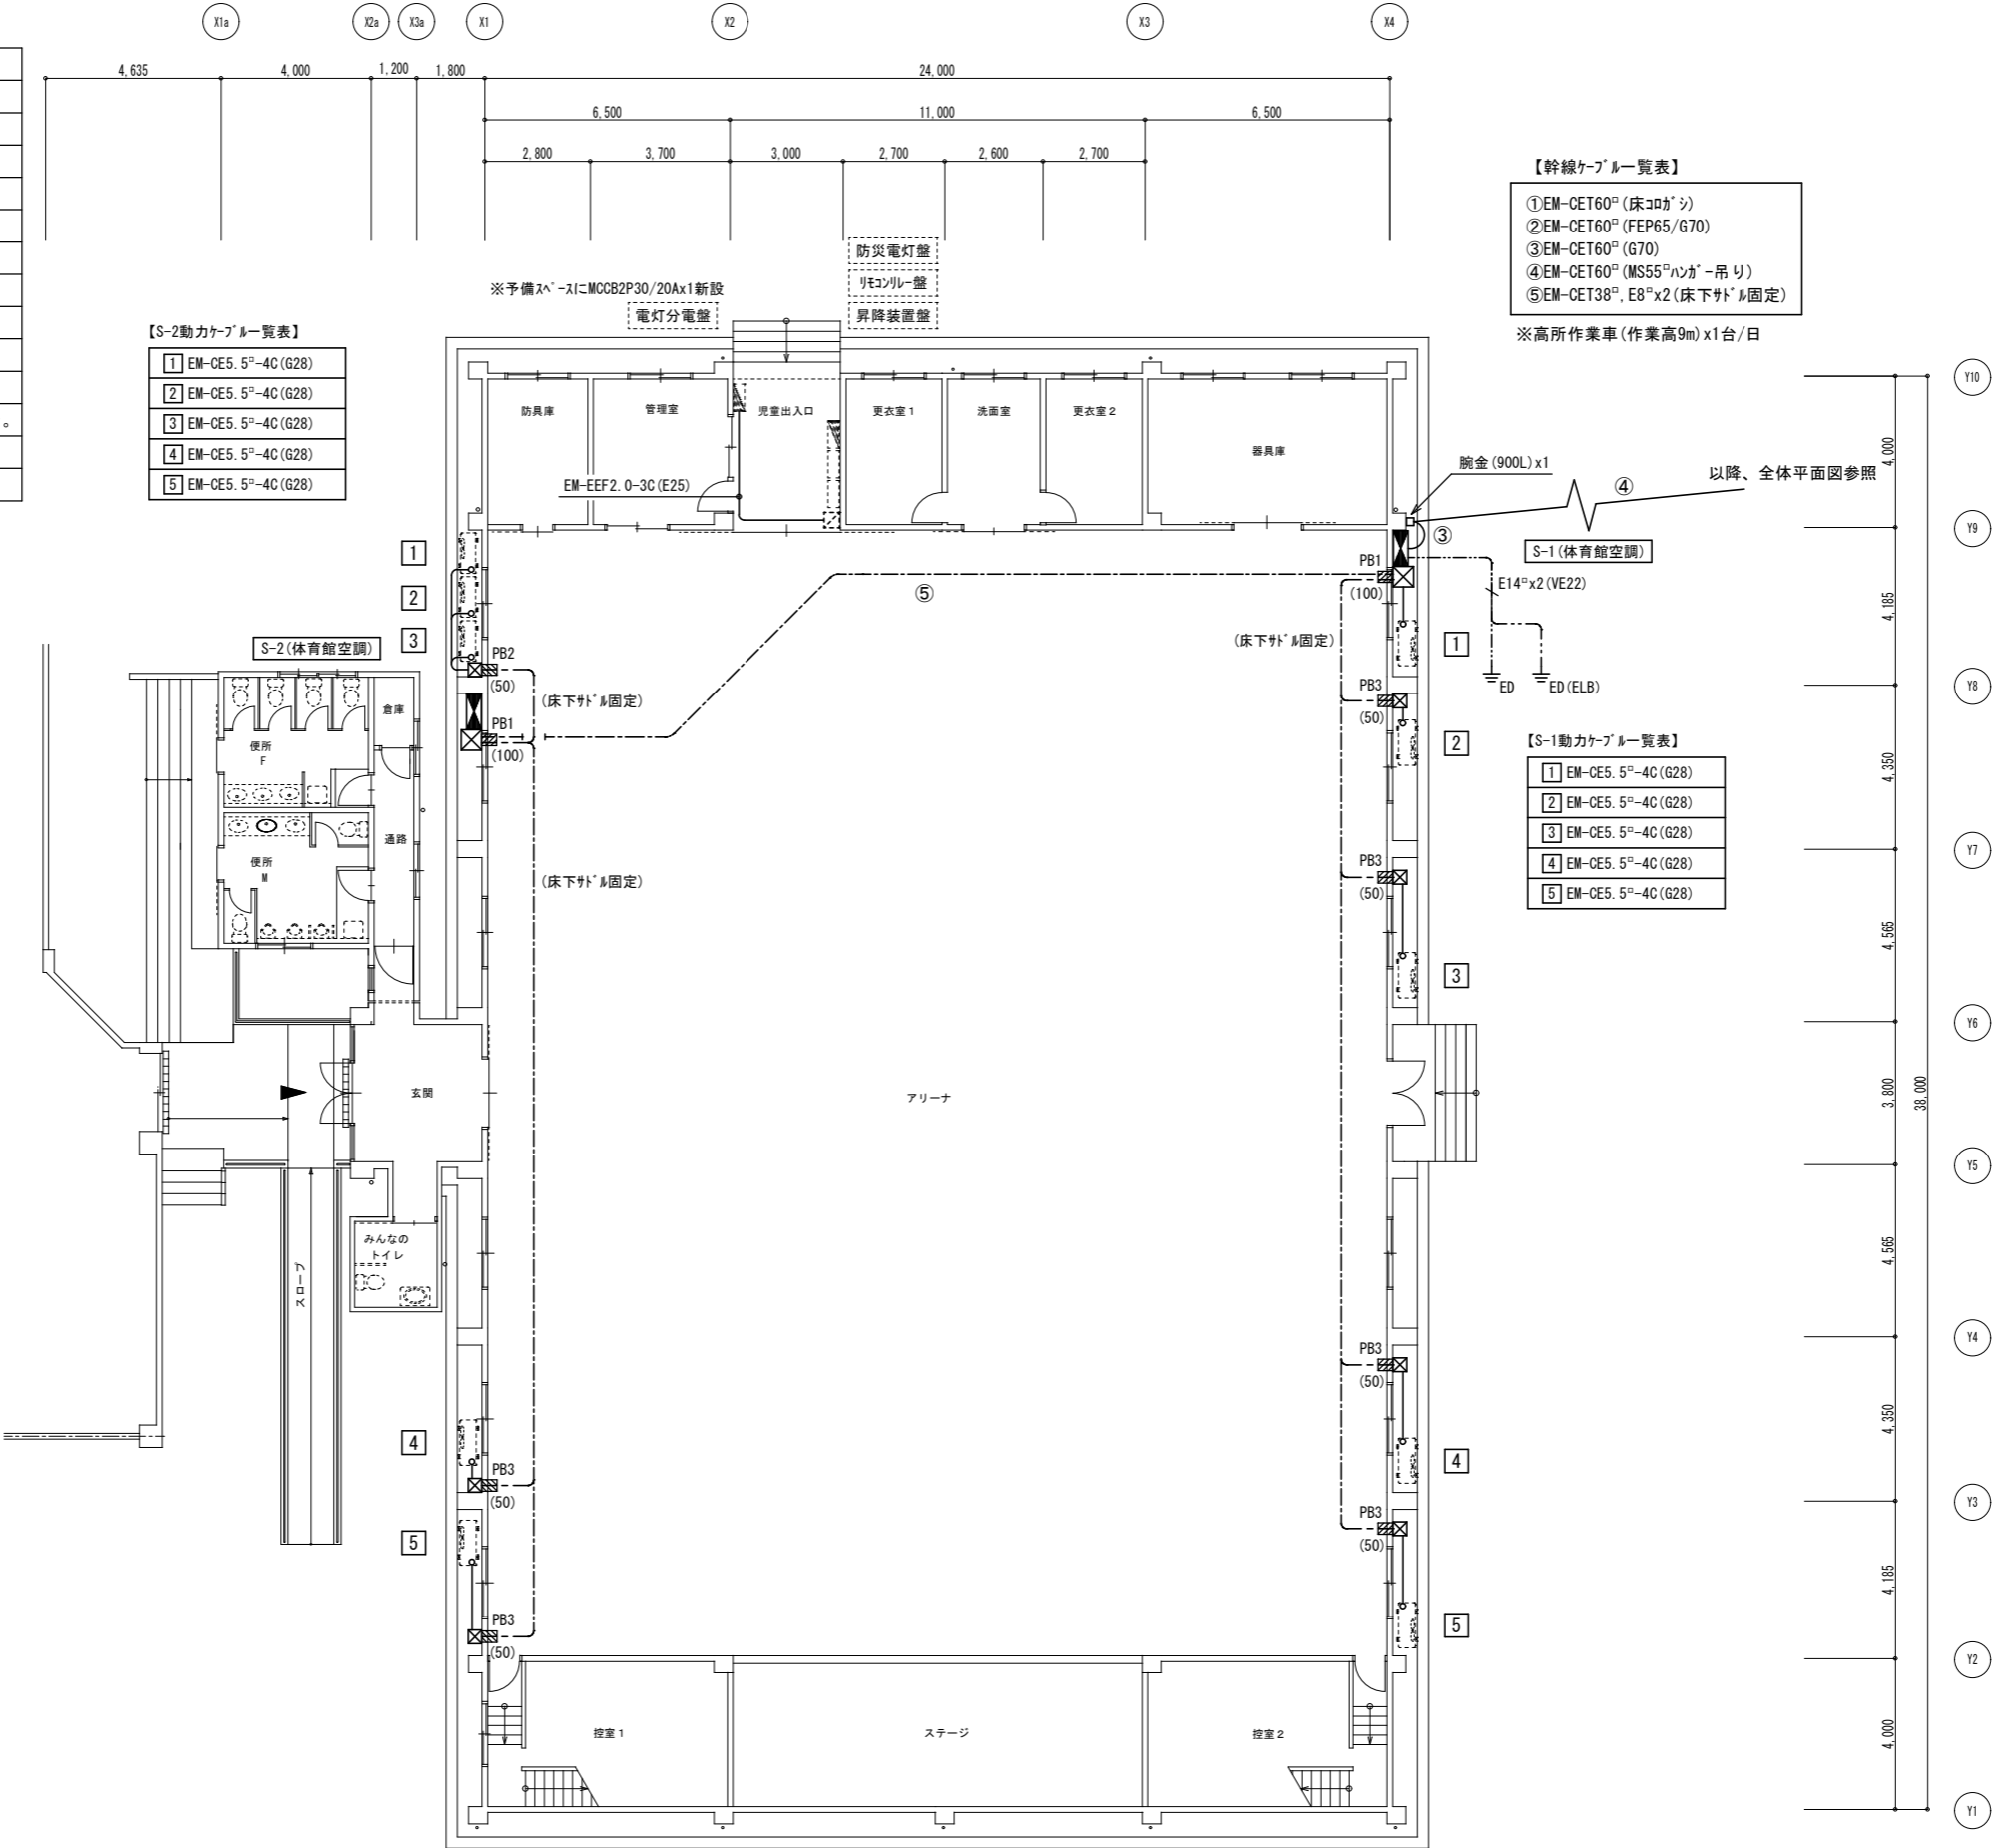 X1a
X2a
X3a
X1
X2
X3
X4
4,635
4,000
1,200
1,800
24,000
6,500
11,000
6,500
2,800
3,700
3,000
2,700
2,600
2,700
。
【幹線ケーブル一覧表】
①EM-CET60□(床コロガシ)
②EM-CET60□(FEP65/G70)
③EM-CET60□(G70)
④EM-CET60□(MS55□ハンガー吊り)
⑤EM-CET38□, E8□x2(床下サドル固定)
※高所作業車(作業高9m)x1台/日
防災電灯盤
リモコンリレー盤
昇降装置盤
※予備スペースにMCCB2P30/20Ax1新設
電灯分電盤
【S-2動力ケーブル一覧表】
1 EM-CE5.5□-4C(G28)
2 EM-CE5.5□-4C(G28)
3 EM-CE5.5□-4C(G28)
4 EM-CE5.5□-4C(G28)
5 EM-CE5.5□-4C(G28)
防具庫
管理室
児童出入口
更衣室1
洗面室
更衣室2
器具庫
EM-EEF2.0-3C(E25)
腕金(900L)x1
④
以降、全体平面図参照
③
S-1(体育館空調)
E14□x2(VE22)
ED
ED(ELB)
1
2
3
PB1
(100)
⑤
(床下サドル固定)
S-2(体育館空調)
PB2
(50)
(床下サドル固定)
PB1
(100)
(床下サドル固定)
PB3
(50)
1
2
【S-1動力ケーブル一覧表】
1 EM-CE5.5□-4C(G28)
2 EM-CE5.5□-4C(G28)
3 EM-CE5.5□-4C(G28)
4 EM-CE5.5□-4C(G28)
5 EM-CE5.5□-4C(G28)
倉庫
便所
F
通路
便所
M
PB3
(50)
3
玄関
アリーナ
みんなの
トイレ
スロープ
PB3
(50)
4
4
PB3
(50)
5
PB3
(50)
5
PB3
(50)
控室1
ステージ
控室2
Y10
4,000
Y9
4,185
Y8
4,350
Y7
4,565
Y6
3,800
38,000
Y5
4,565
Y4
4,350
Y3
4,185
Y2
4,000
Y1